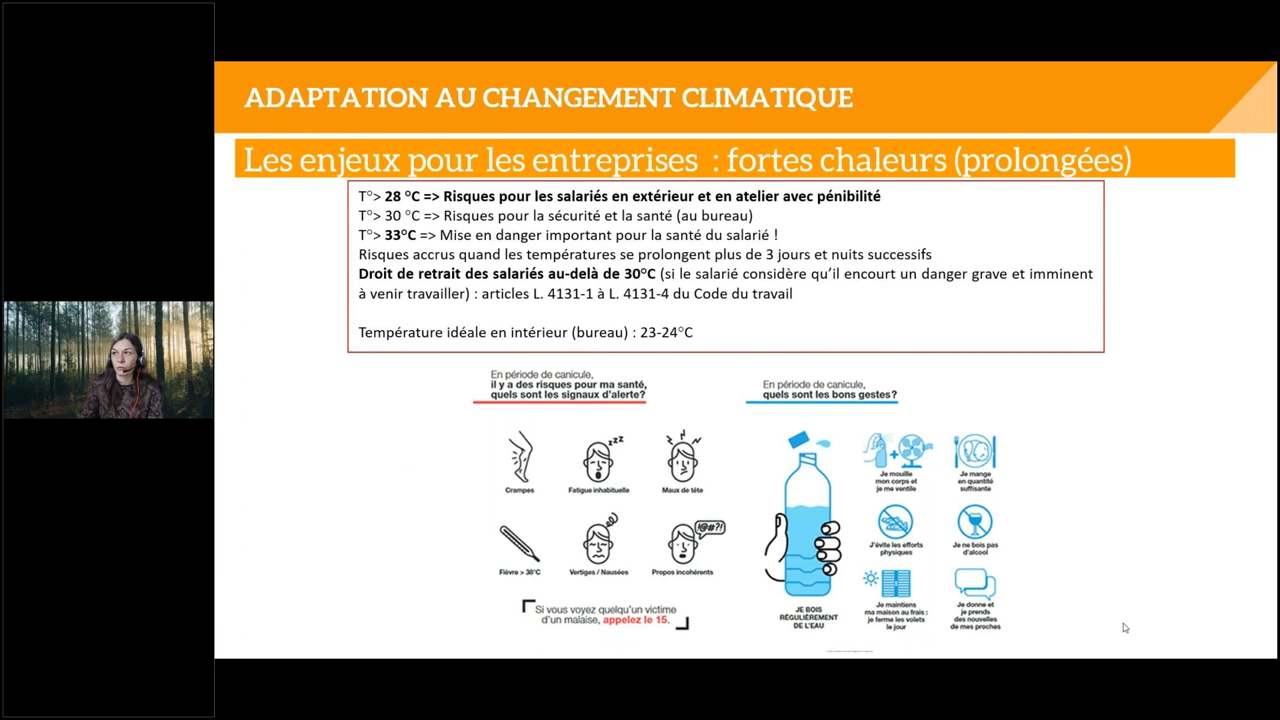 ADAPTATION AU CHANGEMENT CLIMATIQUE
Les enjeux pour les entreprises : fortes chaleurs (prolongées)
T°> 28 °C => Risques pour les salariés en extérieur et en atelier avec pénibilité
T°> 30 °C => Risques pour la sécurité et la santé (au bureau)
T°> 33°C => Mise en danger important pour la santé du salarié !
Risques accrus quand les températures se prolongent plus de 3 jours et nuits successifs
Droit de retrait des salariés au-delà de 30°C (si le salarié considère qu'il encourt un danger grave et imminent
à venir travailler) : articles L. 4131-1 à L. 4131-4 du Code du travail
Température idéale en intérieur (bureau) : 23-24°C
En période de canicule,
il y a des risques pour ma santé,
quels sont les signaux d'alerte?
Crampes
zzz
Fatigue inhabituelle
Maux de tête
Fièvre > 38°C
Vertiges / Nausées
!@#?!
Propos incohérents
Si vous voyez quelqu'un victime
d'un malaise, appelez le 15.
En période de canicule,
quels sont les bons gestes?
JE BOIS
RÉGULIÈREMENT
DE L'EAU
Je mouille
mon corps et
je me ventile
Je mange
en quantité
suffisante
J'évite les efforts
physiques
Je ne bois pas
d'alcool
Je maintiens
ma maison au frais :
je ferme les volets
le jour
Je donne et
je prends
des nouvelles
de mes proches